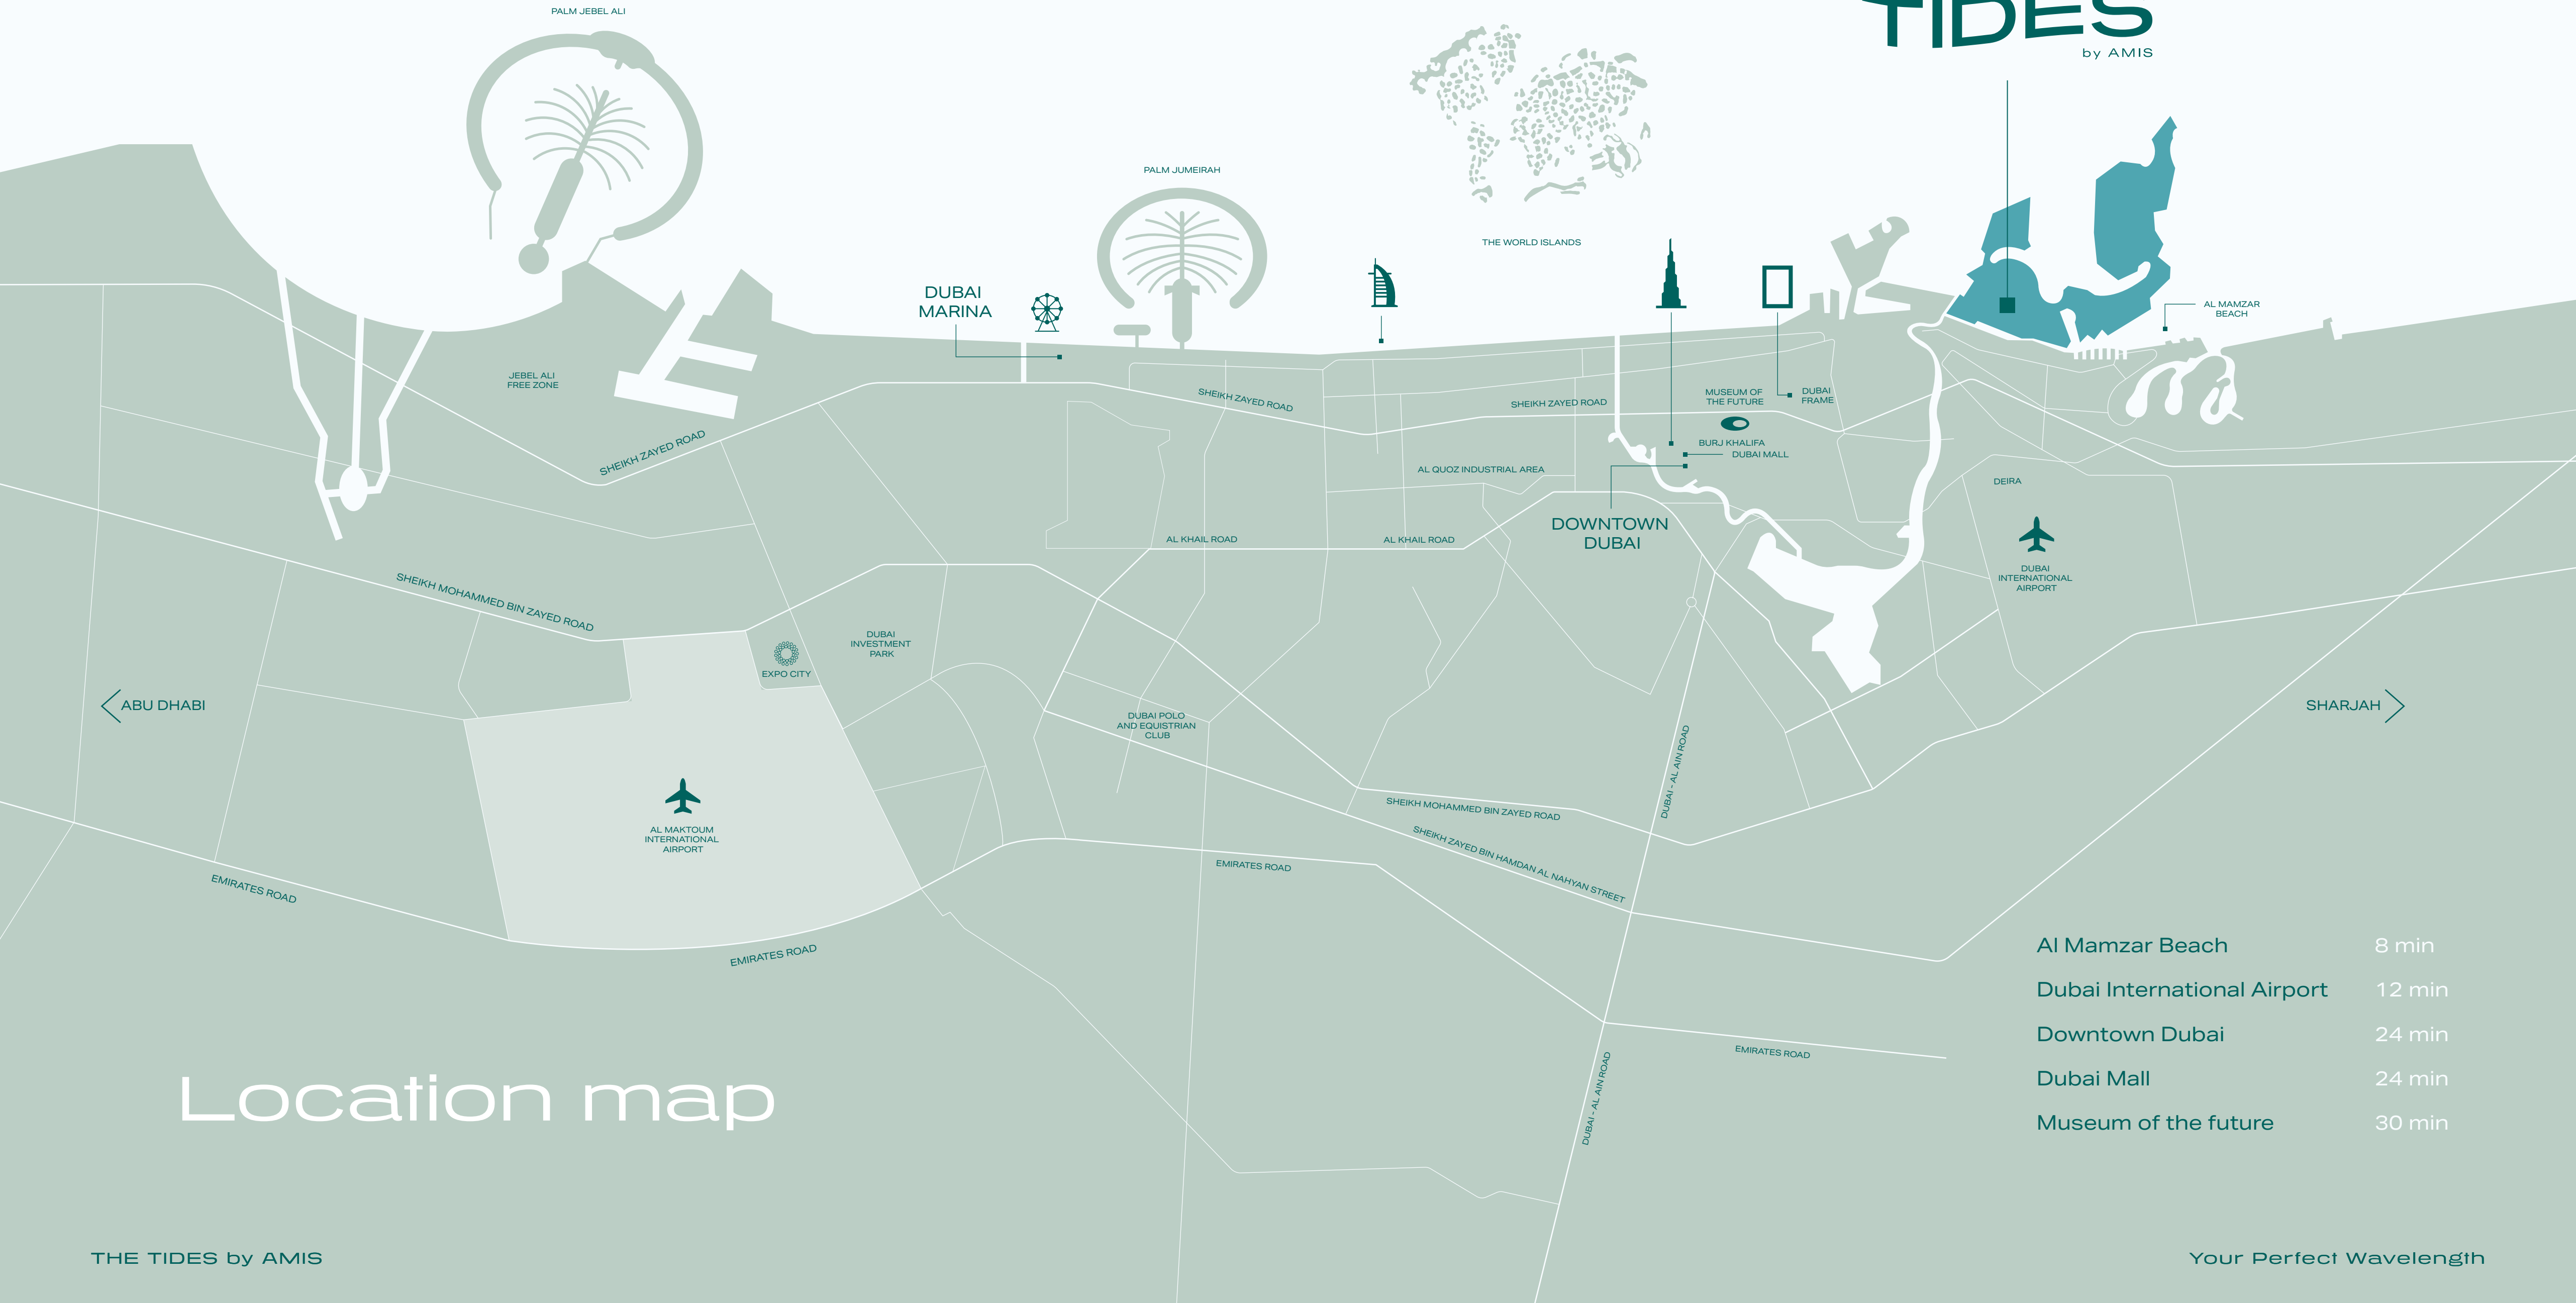 PALM JEBEL ALI
TIDES
by AMIS
PALM JUMEIRAH
THE WORLD ISLANDS
DUBAI
MARINA
AL MAMZAR
BEACH
JEBEL ALI
FREE ZONE
SHEIKH ZAYED ROAD
SHEIKH ZAYED ROAD
SHEIKH ZAYED ROAD
MUSEUM OF
THE FUTURE
DUBAI
FRAME
BURJ KHALIFA
DUBAI MALL
AL QUOZ INDUSTRIAL AREA
DEIRA
DOWNTOWN
DUBAI
AL KHAIL ROAD
AL KHAIL ROAD
DUBAI
INTERNATIONAL
AIRPORT
SHEIKH MOHAMMED BIN ZAYED ROAD
DUBAI
INVESTMENT
PARK
EXPO CITY
ABU DHABI
SHARJAH
DUBAI POLO
AND EQUISTRIAN
CLUB
DUBAI - AL AIN ROAD
SHEIKH MOHAMMED BIN ZAYED ROAD
SHEIKH ZAYED BIN HAMDAN AL NAHYAN STREET
AL MAKTOUM
INTERNATIONAL
AIRPORT
EMIRATES ROAD
EMIRATES ROAD
EMIRATES ROAD
EMIRATES ROAD
DUBAI - AL AIN ROAD
Al Mamzar Beach 8 min
Dubai International Airport 12 min
Downtown Dubai 24 min
Dubai Mall 24 min
Museum of the future 30 min
Location map
THE TIDES by AMIS
Your Perfect Wavelength